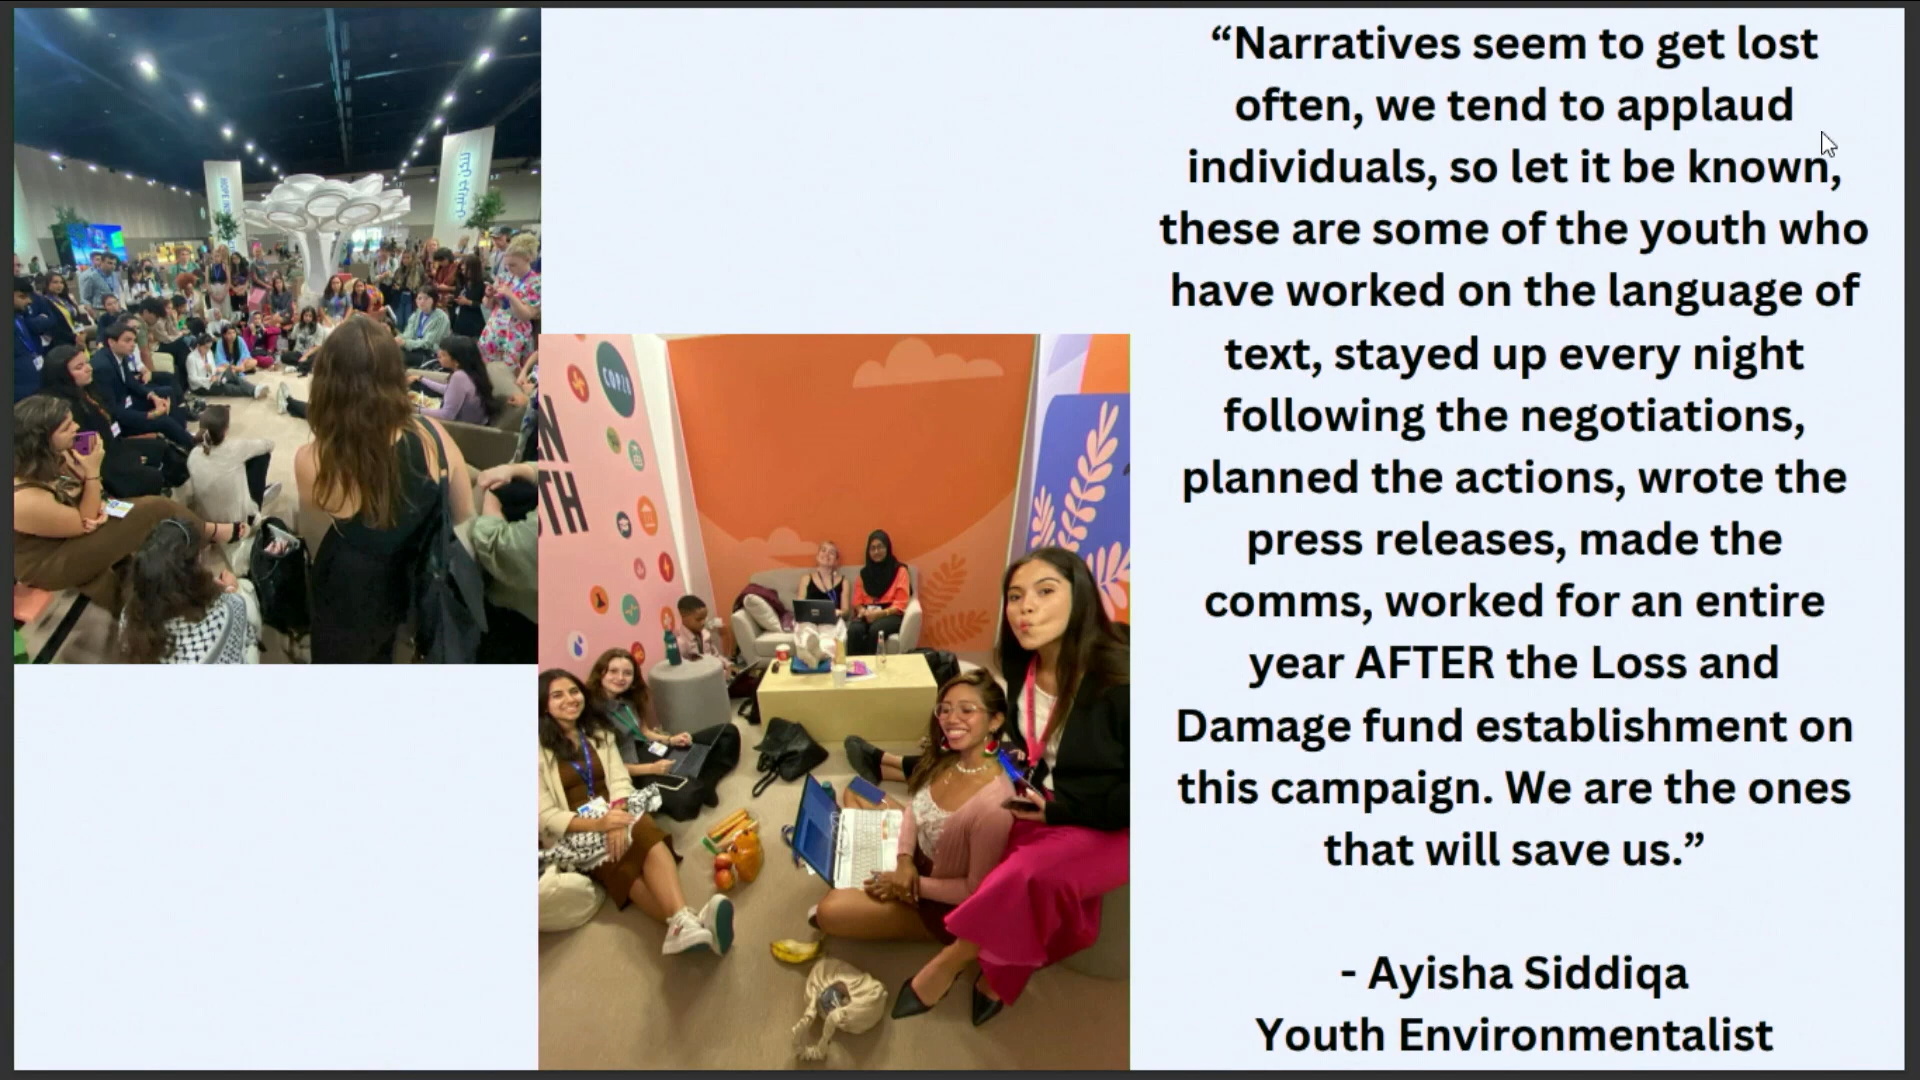 “Narratives seem to get lost
often, we tend to applaud
individuals, so let it be known,
these are some of the youth who
have worked on the language of
text, stayed up every night
following the negotiations,
planned the actions, wrote the
press releases, made the
comms, worked for an entire
year AFTER the Loss and
Damage fund establishment on
this campaign. We are the ones
that will save us.”
- Ayisha Siddiqa
Youth Environmentalist